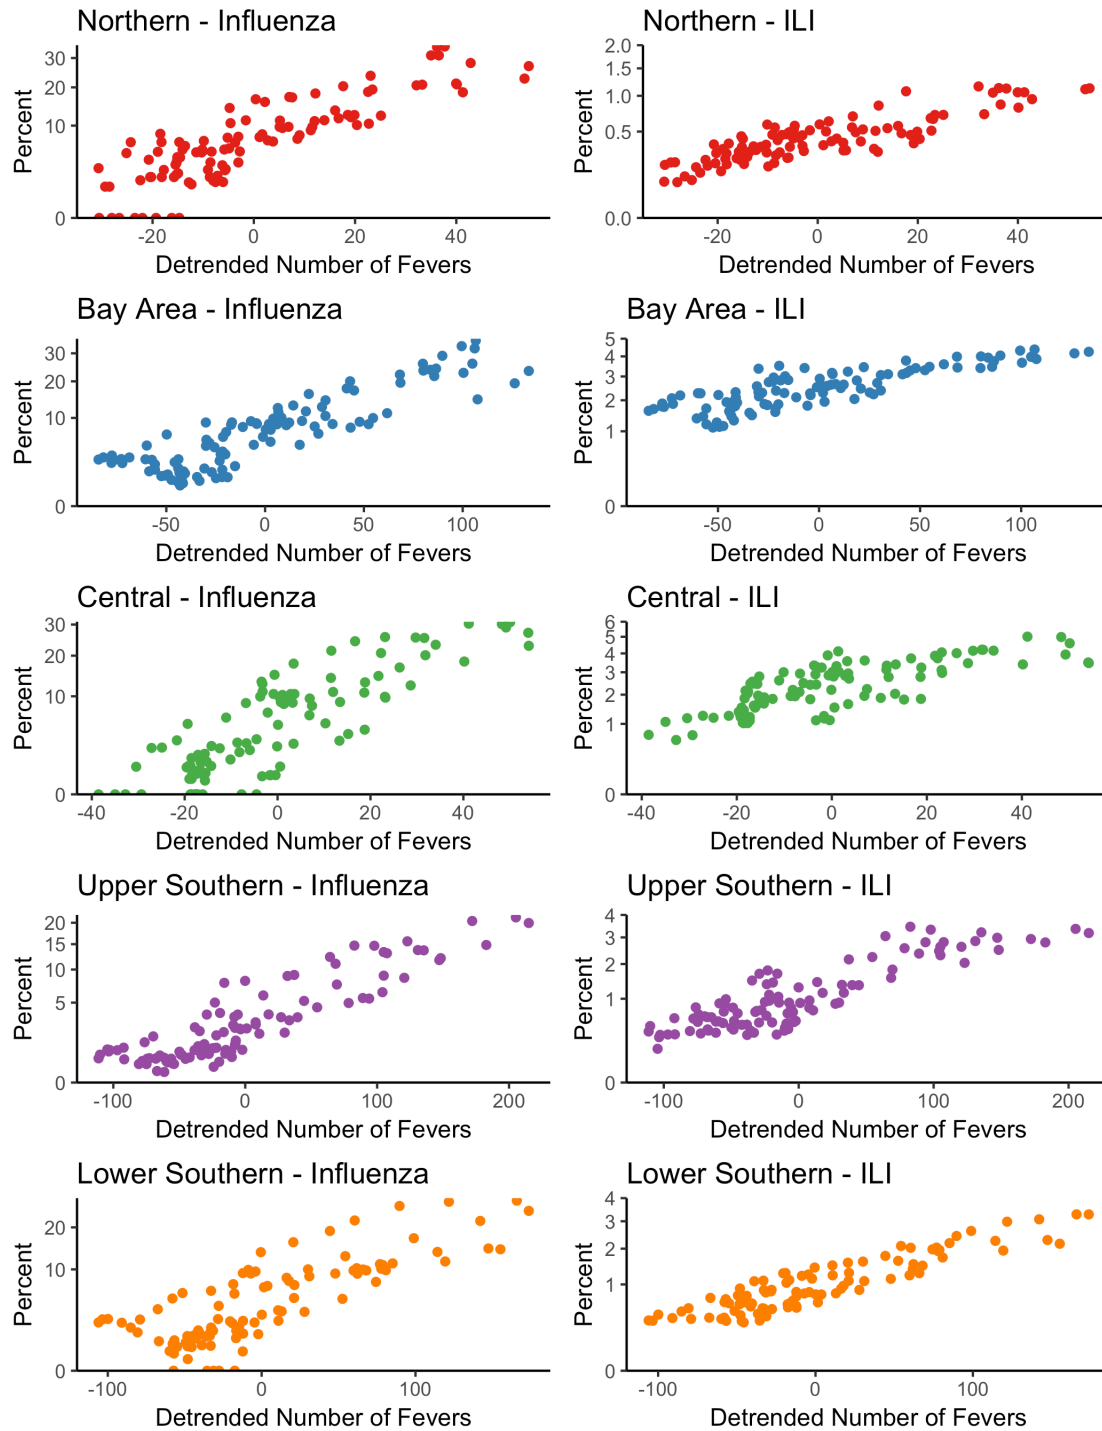 Northern - Influenza
Northern - ILI
30
20
10
0
Percent
-20 0 20 40
Detrended Number of Fevers
2.0
1.5
1.0
0.5
0.0
Percent
-20 0 20 40
Detrended Number of Fevers
Bay Area - Influenza
Bay Area - ILI
30
20
10
0
Percent
-50 0 50 100
Detrended Number of Fevers
5
4
3
2
1
0
Percent
-50 0 50 100
Detrended Number of Fevers
Central - Influenza
Central - ILI
30
20
10
0
Percent
-40 -20 0 20 40
Detrended Number of Fevers
6
5
4
3
2
1
0
Percent
-40 -20 0 20 40
Detrended Number of Fevers
Upper Southern - Influenza
Upper Southern - ILI
20
15
10
5
0
Percent
-100 0 100 200
Detrended Number of Fevers
4
3
2
1
0
Percent
-100 0 100 200
Detrended Number of Fevers
Lower Southern - Influenza
Lower Southern - ILI
20
10
0
Percent
-100 0 100
Detrended Number of Fevers
4
3
2
1
0
Percent
-100 0 100
Detrended Number of Fevers